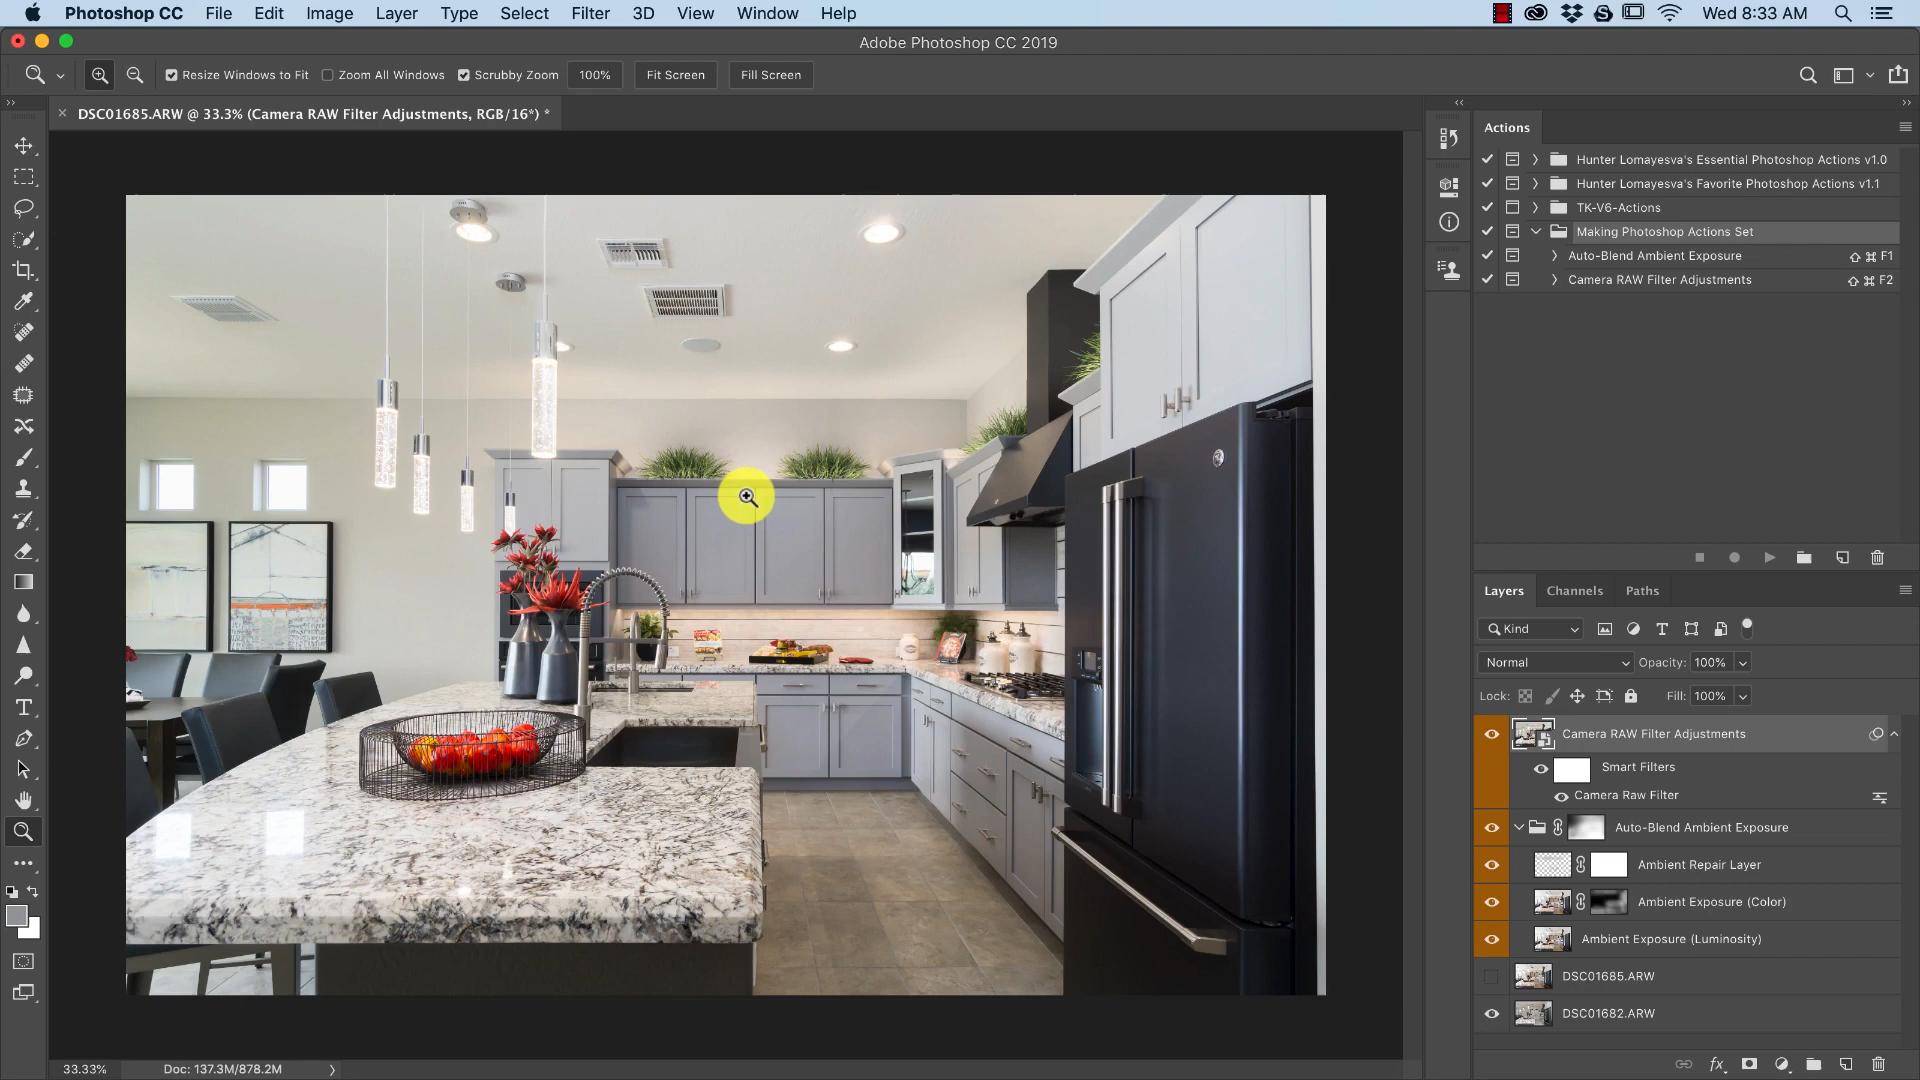 Photoshop CC File Edit Image Layer Type Select Filter 3D View Window Help Wed 8:33 AM
Adobe Photoshop CC 2019
Resize Windows to Fit Zoom All Windows Scrubby Zoom 100% Fit Screen Fill Screen
DSC01685.ARW @ 33.3% (Camera RAW Filter Adjustments, RGB/16*) *
Actions
Hunter Lomayesva's Essential Photoshop Actions v1.0
Hunter Lomayesva's Favorite Photoshop Actions v1.1
TK-V6-Actions
Making Photoshop Actions Set
Auto-Blend Ambient Exposure ⇧⌘ F1
Camera RAW Filter Adjustments ⇧⌘ F2
Layers Channels Paths
Kind
Normal Opacity: 100%
Lock: Fill: 100%
Camera RAW Filter Adjustments
Smart Filters
Camera Raw Filter
Auto-Blend Ambient Exposure
Ambient Repair Layer
Ambient Exposure (Color)
Ambient Exposure (Luminosity)
DSC01685.ARW
DSC01682.ARW
fx
33.33% Doc: 137.3M/878.2M